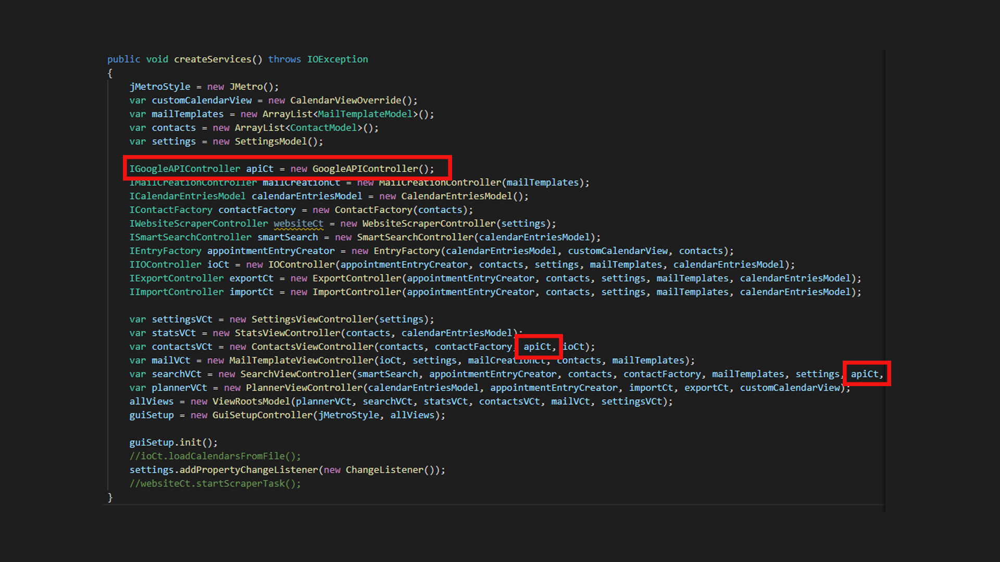 public void createServices() throws IOException
{
jMetroStyle = new JMetro();
var customCalendarView = new CalendarViewOverride();
var mailTemplates = new ArrayList<MailTemplateModel>();
var contacts = new ArrayList<ContactModel>();
var settings = new SettingsModel();
IGoogleAPIController apiCt = new GoogleAPIController();
IMailCreationController mailCreationCt = new MailCreationController(mailTemplates);
ICalendarEntriesModel calendarEntriesModel = new CalendarEntriesModel();
IContactFactory contactFactory = new ContactFactory(contacts);
IWebsiteScraperController websiteCt = new WebsiteScraperController(settings);
ISmartSearchController smartSearch = new SmartSearchController(calendarEntriesModel);
IEntryFactory appointmentEntryCreator = new EntryFactory(calendarEntriesModel, customCalendarView, contacts);
IIOController ioCt = new IOController(appointmentEntryCreator, contacts, settings, mailTemplates, calendarEntriesModel);
IExportController exportCt = new ExportController(appointmentEntryCreator, contacts, settings, mailTemplates, calendarEntriesModel);
IImportController importCt = new ImportController(appointmentEntryCreator, contacts, settings, mailTemplates, calendarEntriesModel);
var settingsVCt = new SettingsViewController(settings);
var statsVCt = new StatsViewController(contacts, calendarEntriesModel);
var contactsVCt = new ContactsViewController(contacts, contactFactory, apiCt, ioCt);
var mailVCt = new MailTemplateViewController(ioCt, settings, mailCreationCt, contacts, mailTemplates);
var searchVCt = new SearchViewController(smartSearch, appointmentEntryCreator, contacts, contactFactory, mailTemplates, settings, apiCt,
var plannerVCt = new PlannerViewController(calendarEntriesModel, appointmentEntryCreator, importCt, exportCt, customCalendarView);
allViews = new ViewRootsModel(plannerVCt, searchVCt, statsVCt, contactsVCt, mailVCt, settingsVCt);
guiSetup = new GuiSetupController(jMetroStyle, allViews);
guiSetup.init();
//ioCt.loadCalendarsFromFile();
settings.addPropertyChangeListener(new ChangeListener());
//websiteCt.startScraperTask();
}